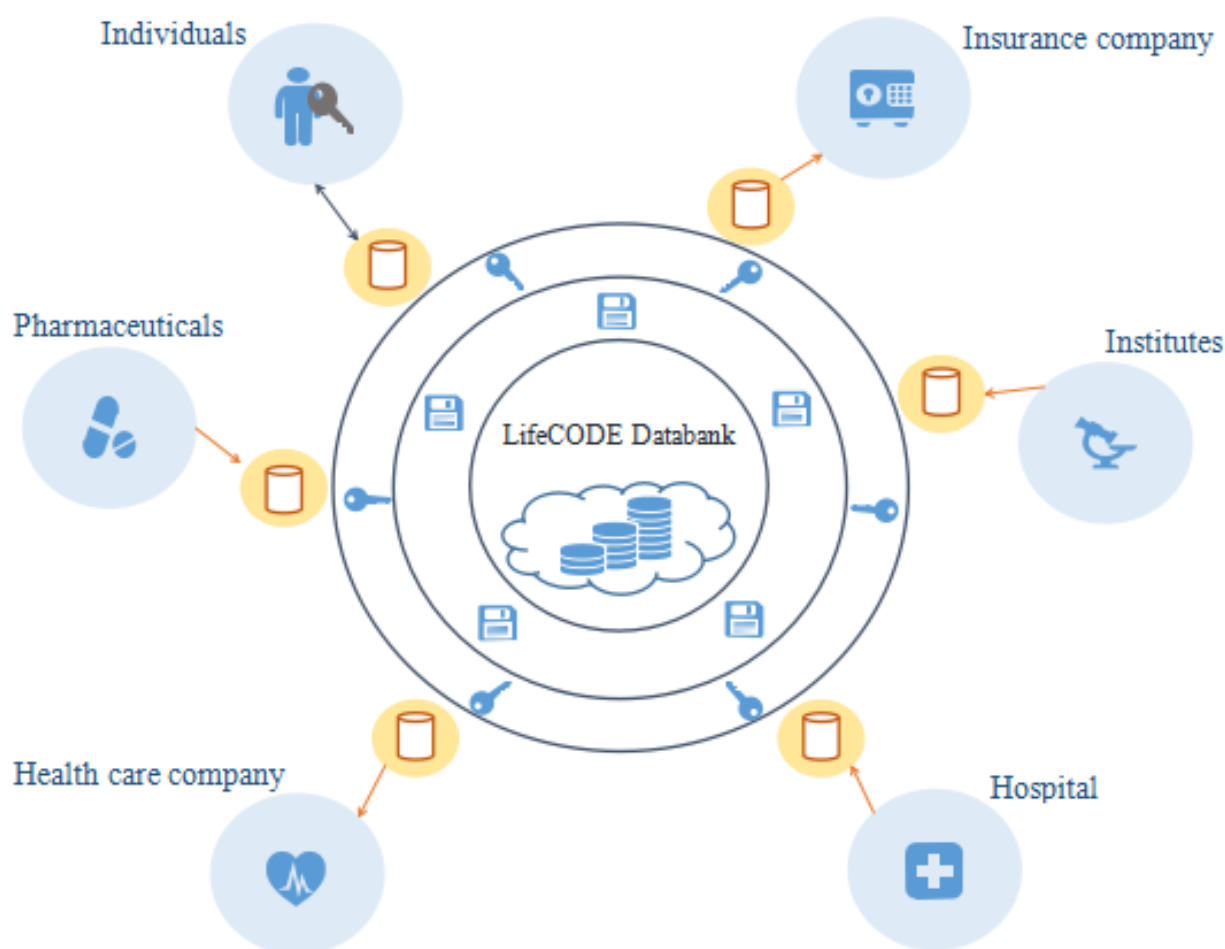 Individuals
Insurance company
Pharmaceuticals
Institutes
LifeCODE Databank
Health care company
Hospital